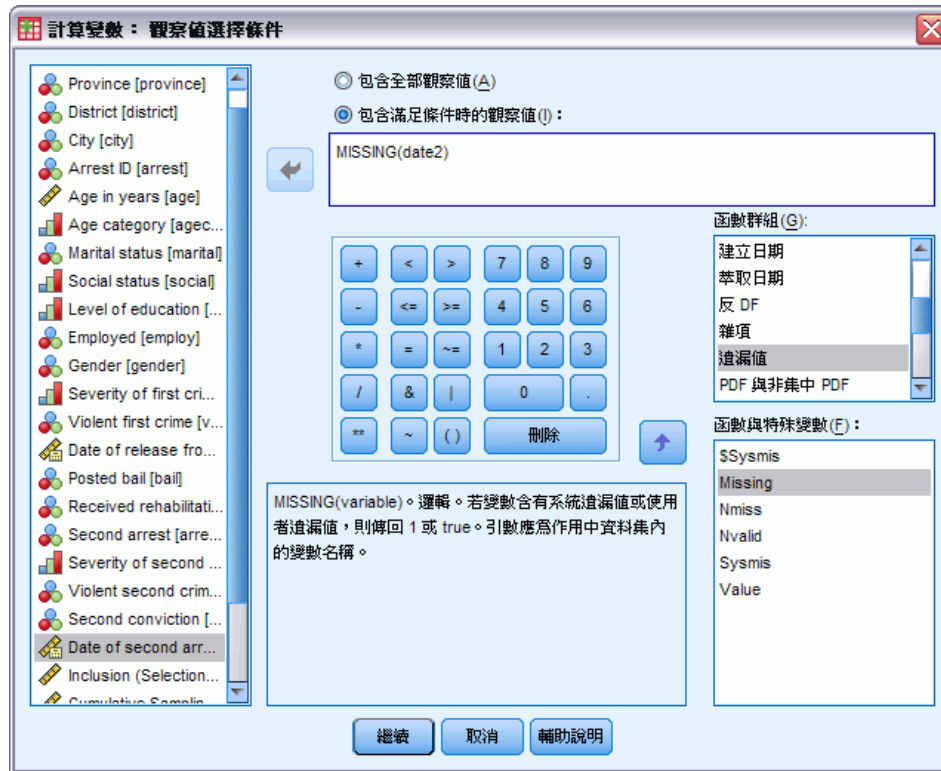 計算變數： 觀察值選擇條件
Province [province]
District [district]
City [city]
Arrest ID [arrest]
Age in years [age]
Age category [agec...
Marital status [marital]
Social status [social]
Level of education [...
Employed [employ]
Gender [gender]
Severity of first cri...
Violent first crime [v...
Date of release fro...
Posted bail [bail]
Received rehabilitati...
Second arrest [arre...
Severity of second ...
Violent second crim...
Second conviction [...
Date of second arr...
Inclusion (Selection...
Cumulative Samplin...
包含全部觀察值(A)
包含滿足條件時的觀察值(I)：
MISSING(date2)
+ < > 7 8 9
- <= >= 4 5 6
* = ~= 1 2 3
/ & | 0 .
** ~ ( ) 刪除
MISSING(variable)。邏輯。若變數含有系統遺漏值或使用
者遺漏值，則傳回 1 或 true。引數應為作用中資料集內
的變數名稱。
函數群組(G):
建立日期
萃取日期
反 DF
雜項
遺漏值
PDF 與非集中 PDF
函數與特殊變數(F)：
$Sysmis
Missing
Nmiss
Nvalid
Sysmis
Value
繼續
取消
輔助說明